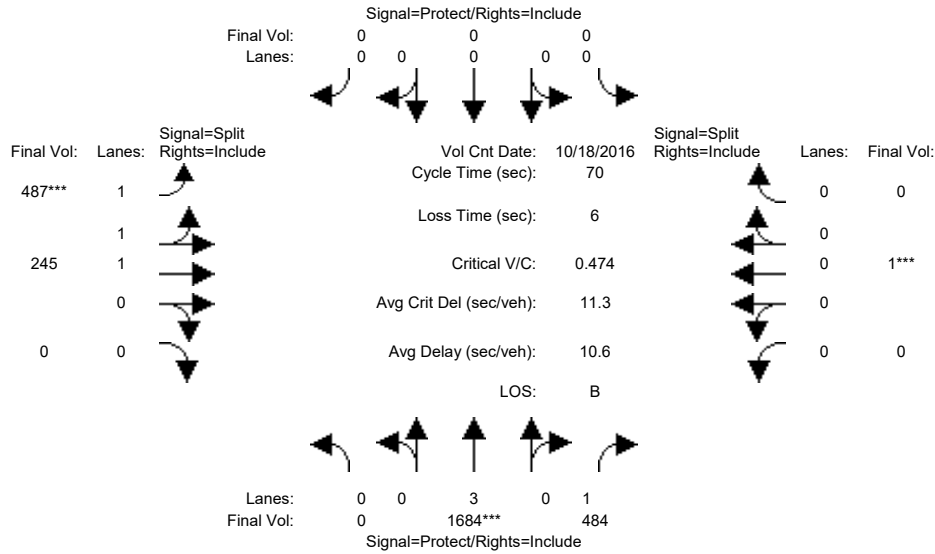 Signal=Protect/Rights=Include
Final Vol: 0 0 0
Lanes: 0 0 0 0 0
Signal=Split Signal=Split
Final Vol: Lanes: Rights=Include Vol Cnt Date: 10/18/2016 Rights=Include Lanes: Final Vol:
Cycle Time (sec): 70
487*** 1 0 0
Loss Time (sec): 6
1 0
245 1 Critical V/C: 0.474 0 1***
0 Avg Crit Del (sec/veh): 11.3 0
0 0 Avg Delay (sec/veh): 10.6 0 0
LOS: B
Lanes: 0 0 3 0 1
Final Vol: 0 1684*** 484
Signal=Protect/Rights=Include